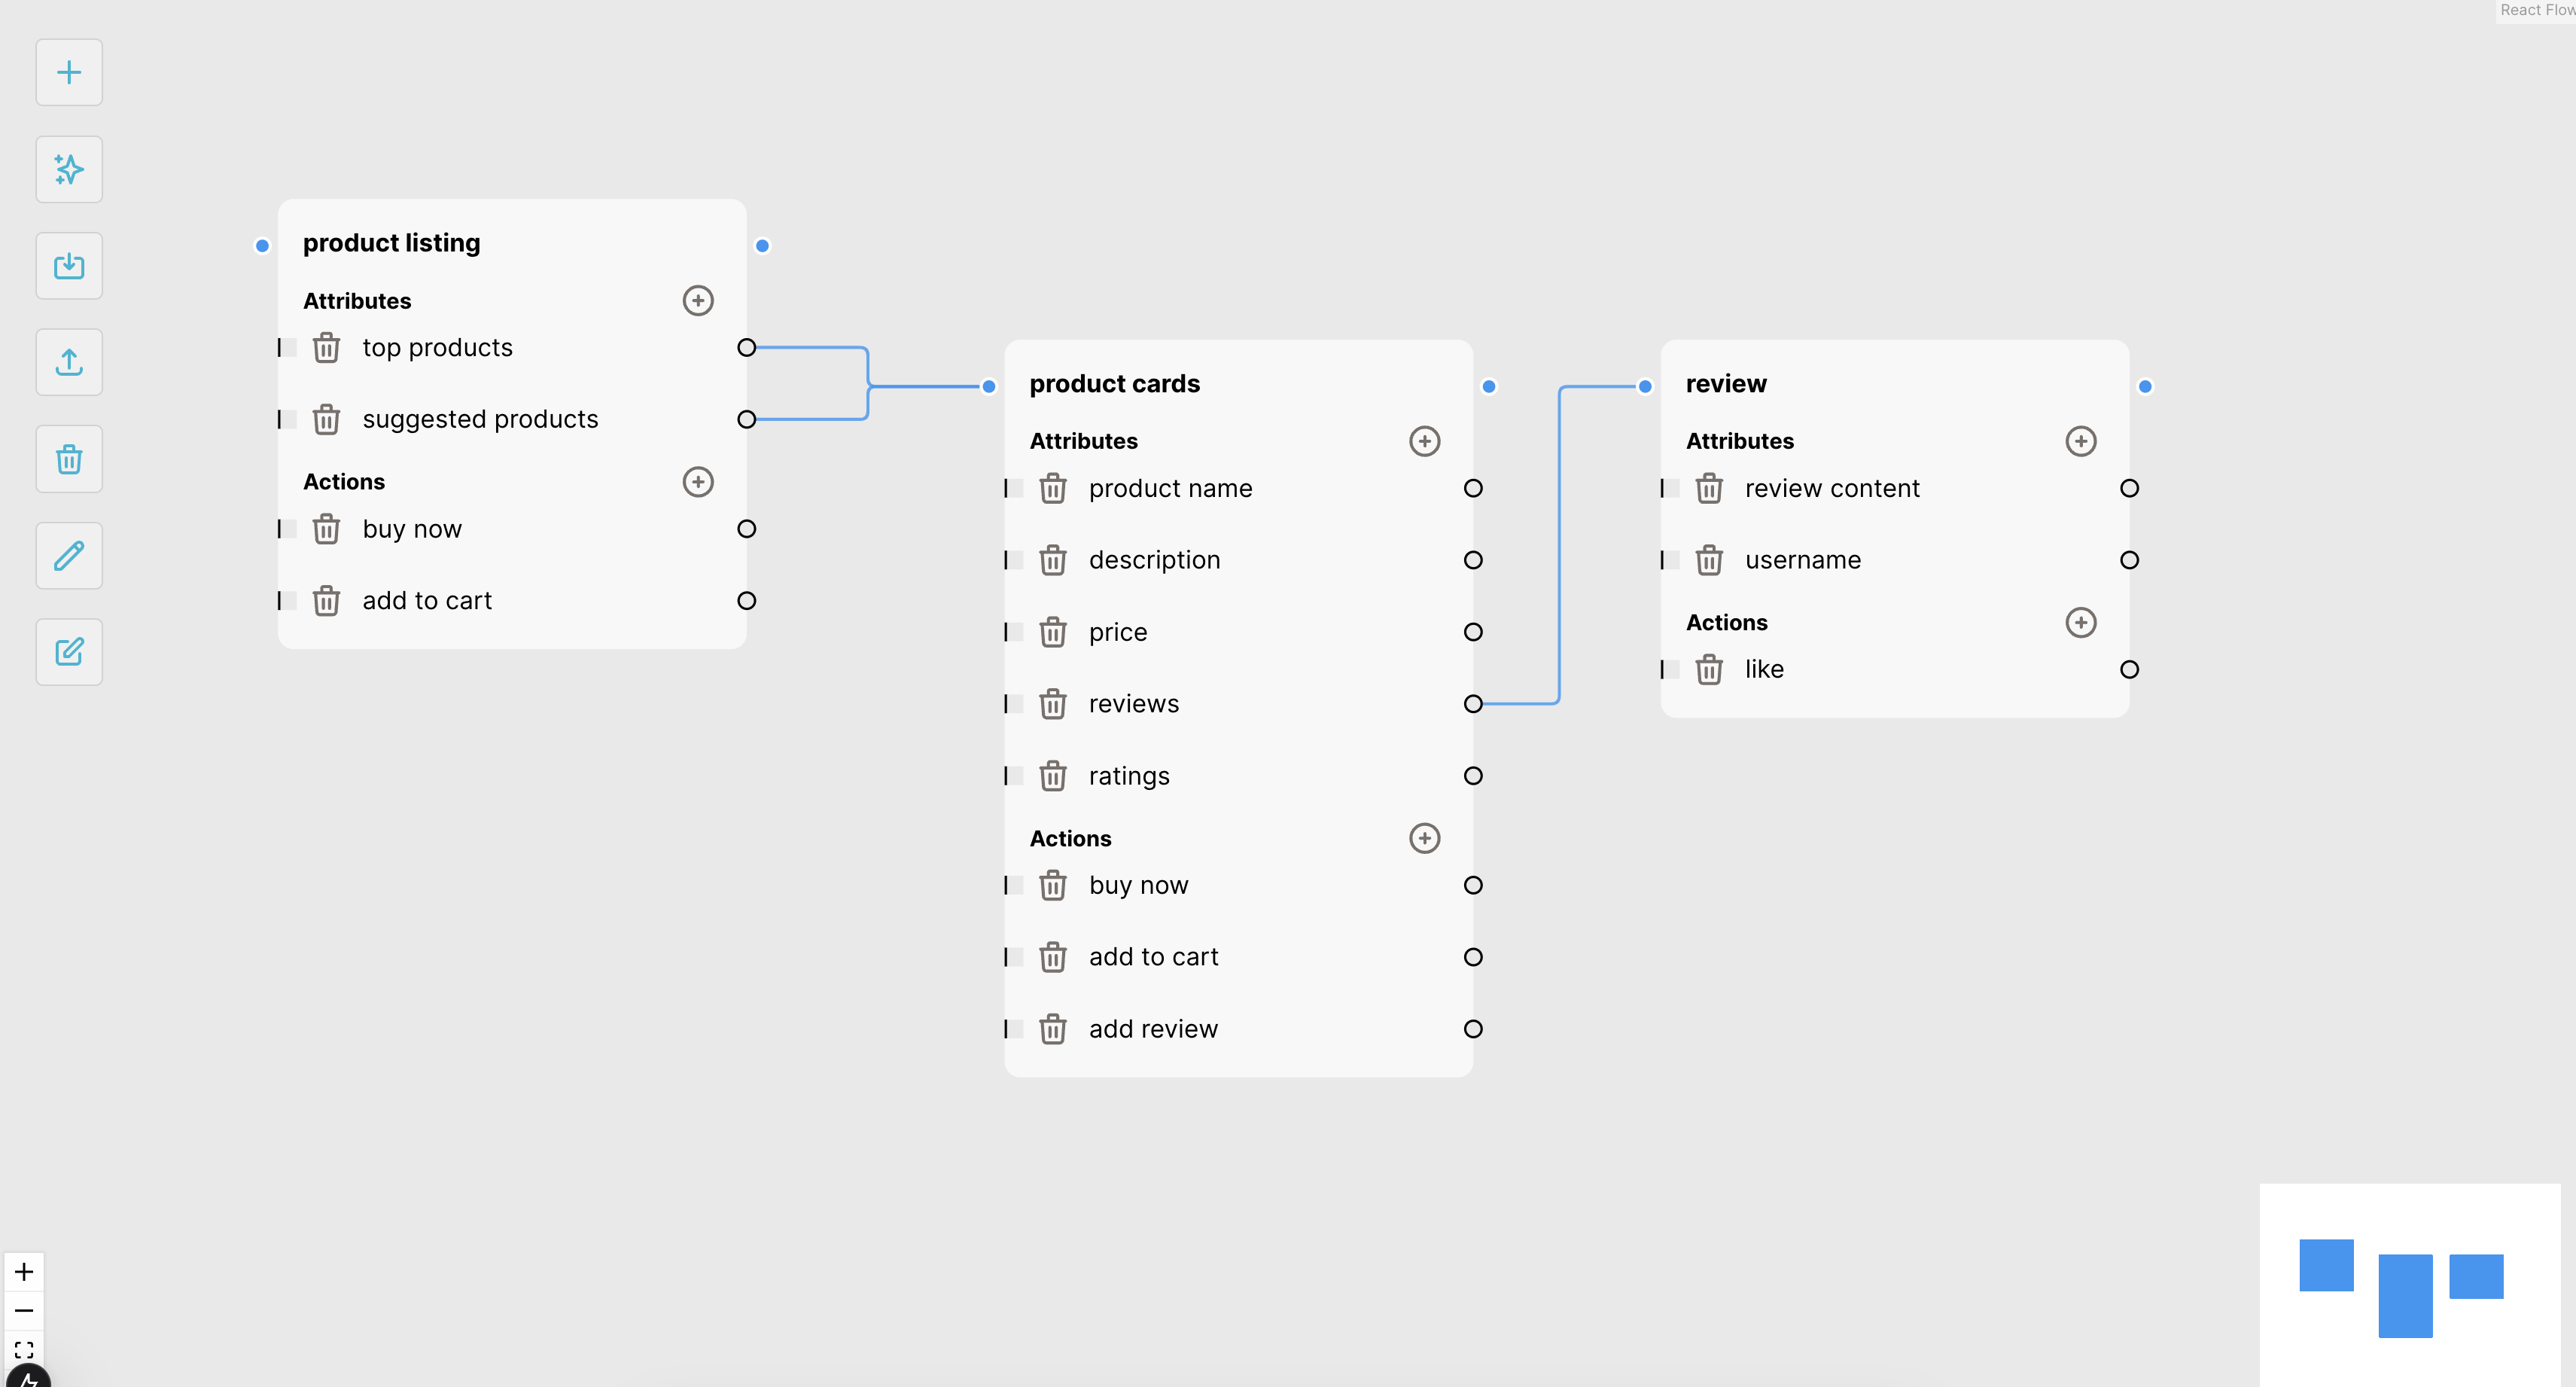 React Flow
product listing
Attributes
top products
suggested products
Actions
buy now
add to cart
product cards
Attributes
product name
description
price
reviews
ratings
Actions
buy now
add to cart
add review
review
Attributes
review content
username
Actions
like